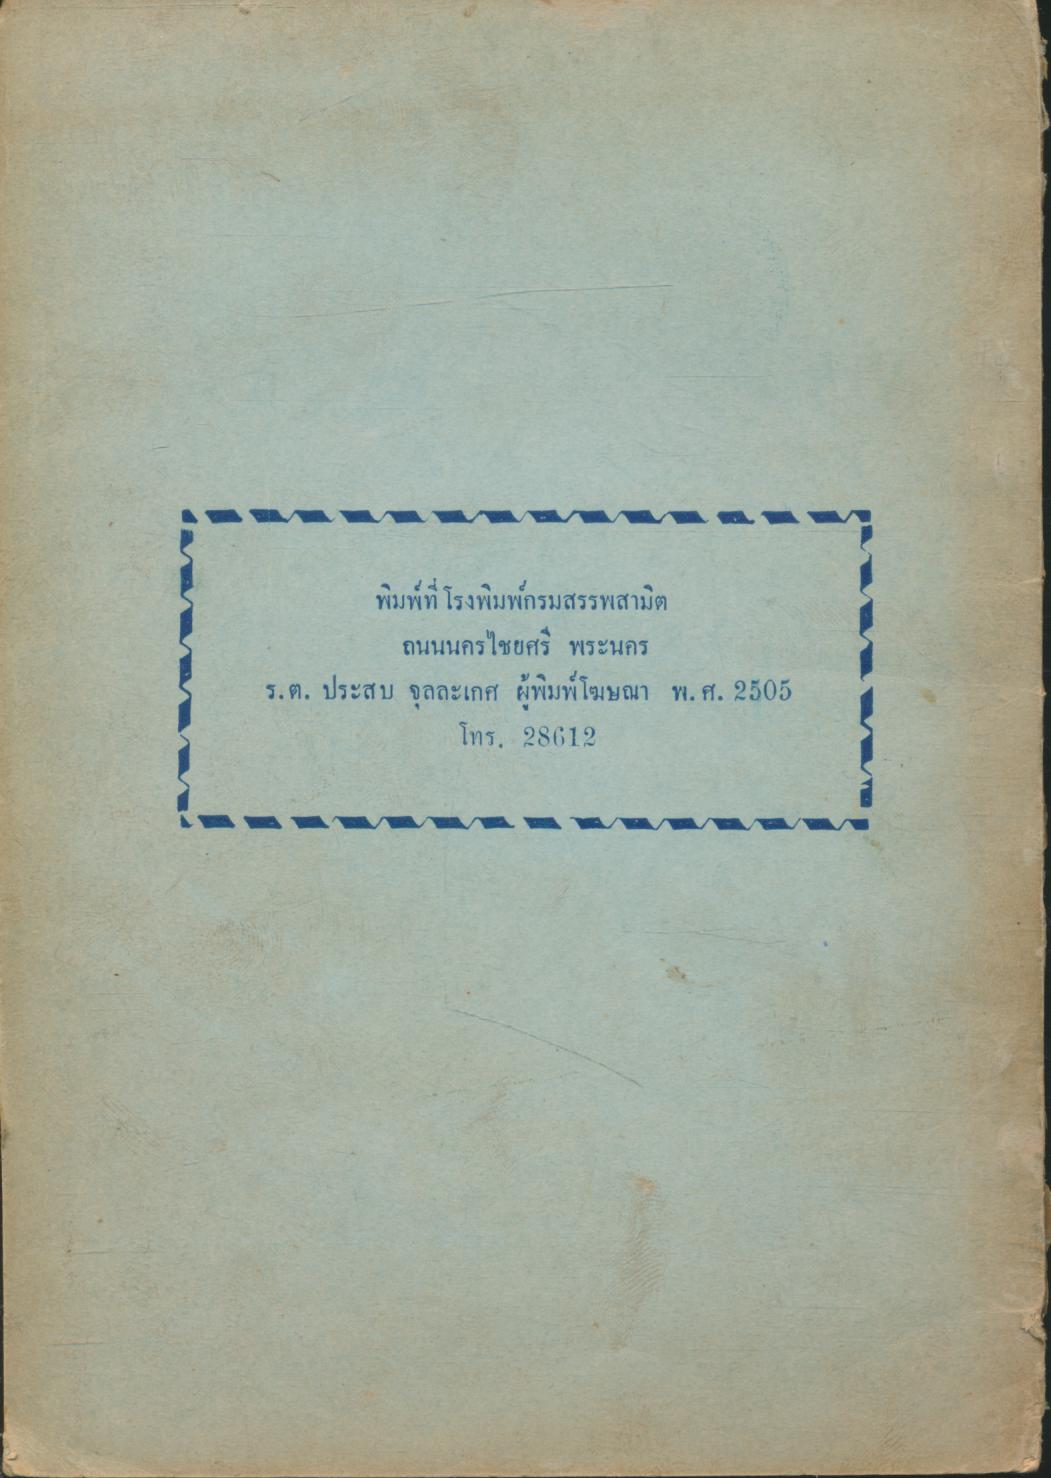 พิมพ์ที่ โรงพิมพ์กรมสรรพสามิต
ถนนนครไชยศรี พระนคร
ร.ต. ประสบ จุลละเกศ ผู้พิมพ์โฆษณา พ.ศ. 2505
โทร. 28612